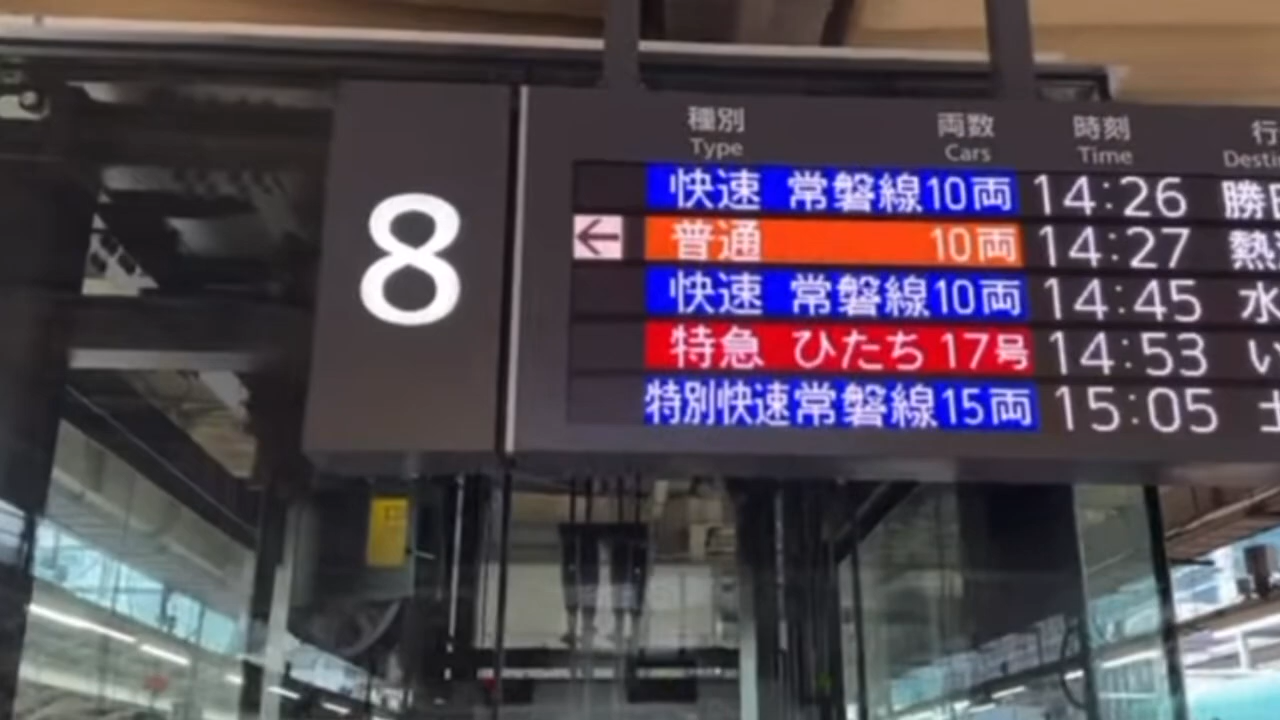 8
種別 両数 時刻 行
Type Cars Time Destin
快速 常磐線10両 14:26 勝田
← 普通 10両 14:27 熱
快速 常磐線10両 14:45 水
特急 ひたち 17号 14:53 い
特別快速常磐線15両 15:05 土